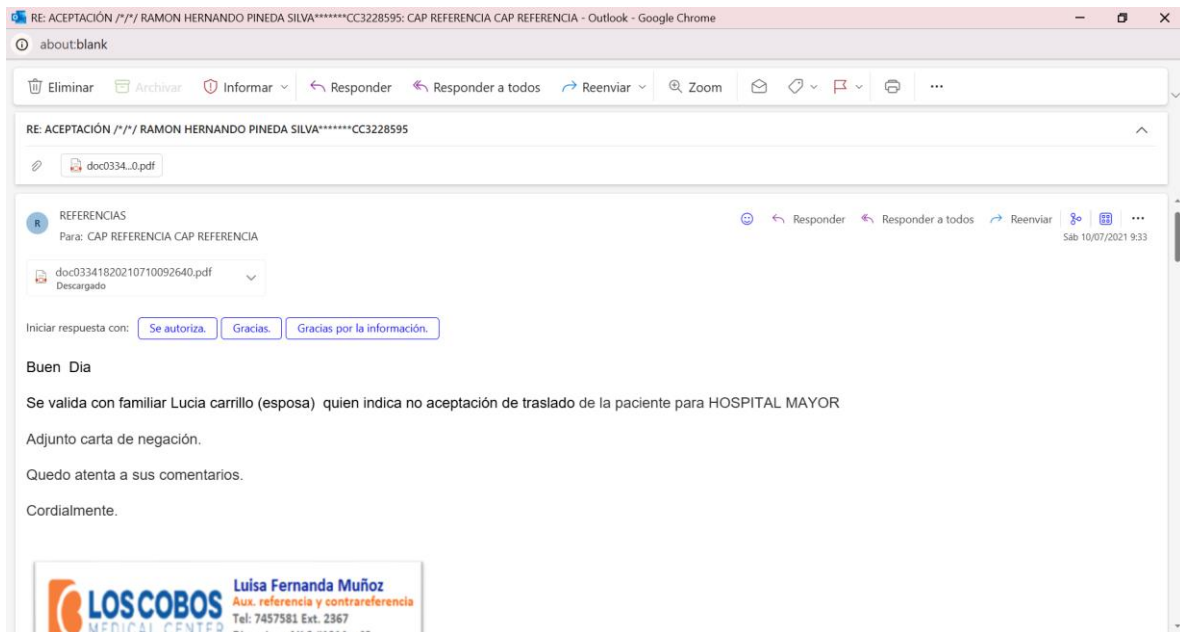 RE: ACEPTACIÓN /*/*/ RAMON HERNANDO PINEDA SILVA*******CC3228595: CAP REFERENCIA CAP REFERENCIA - Outlook - Google Chrome
about:blank
Eliminar Archivar Informar Responder Responder a todos Reenviar Zoom
RE: ACEPTACIÓN /*/*/ RAMON HERNANDO PINEDA SILVA*******CC3228595
doc0334...0.pdf
R REFERENCIAS Responder Responder a todos Reenviar
Para: CAP REFERENCIA CAP REFERENCIA Sáb 10/07/2021 9:33
doc03341820210710092640.pdf
Descargado
Iniciar respuesta con: Se autoriza. Gracias. Gracias por la información.
Buen Dia
Se valida con familiar Lucia carrillo (esposa) quien indica no aceptación de traslado de la paciente para HOSPITAL MAYOR
Adjunto carta de negación.
Quedo atenta a sus comentarios.
Cordialmente.
LOS COBOS
MEDICAL CENTER
Luisa Fernanda Muñoz
Aux. referencia y contrareferencia
Tel: 7457581 Ext. 2367